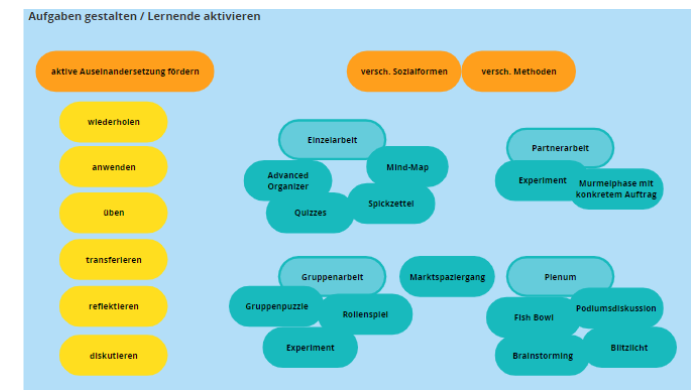 Aufgaben gestalten / Lernende aktivieren
aktive Auseinandersetzung fördern
versch. Sozialformen
versch. Methoden
wiederholen
anwenden
üben
transferieren
reflektieren
diskutieren
Einzelarbeit
Mind-Map
Advanced
Organizer
Spickzettel
Quizzes
Partnerarbeit
Experiment
Murmelphase mit
konkretem Auftrag
Gruppenarbeit
Marktspaziergang
Gruppenpuzzle
Rollenspiel
Experiment
Plenum
Podiumsdiskussion
Fish Bowl
Blitzlicht
Brainstorming